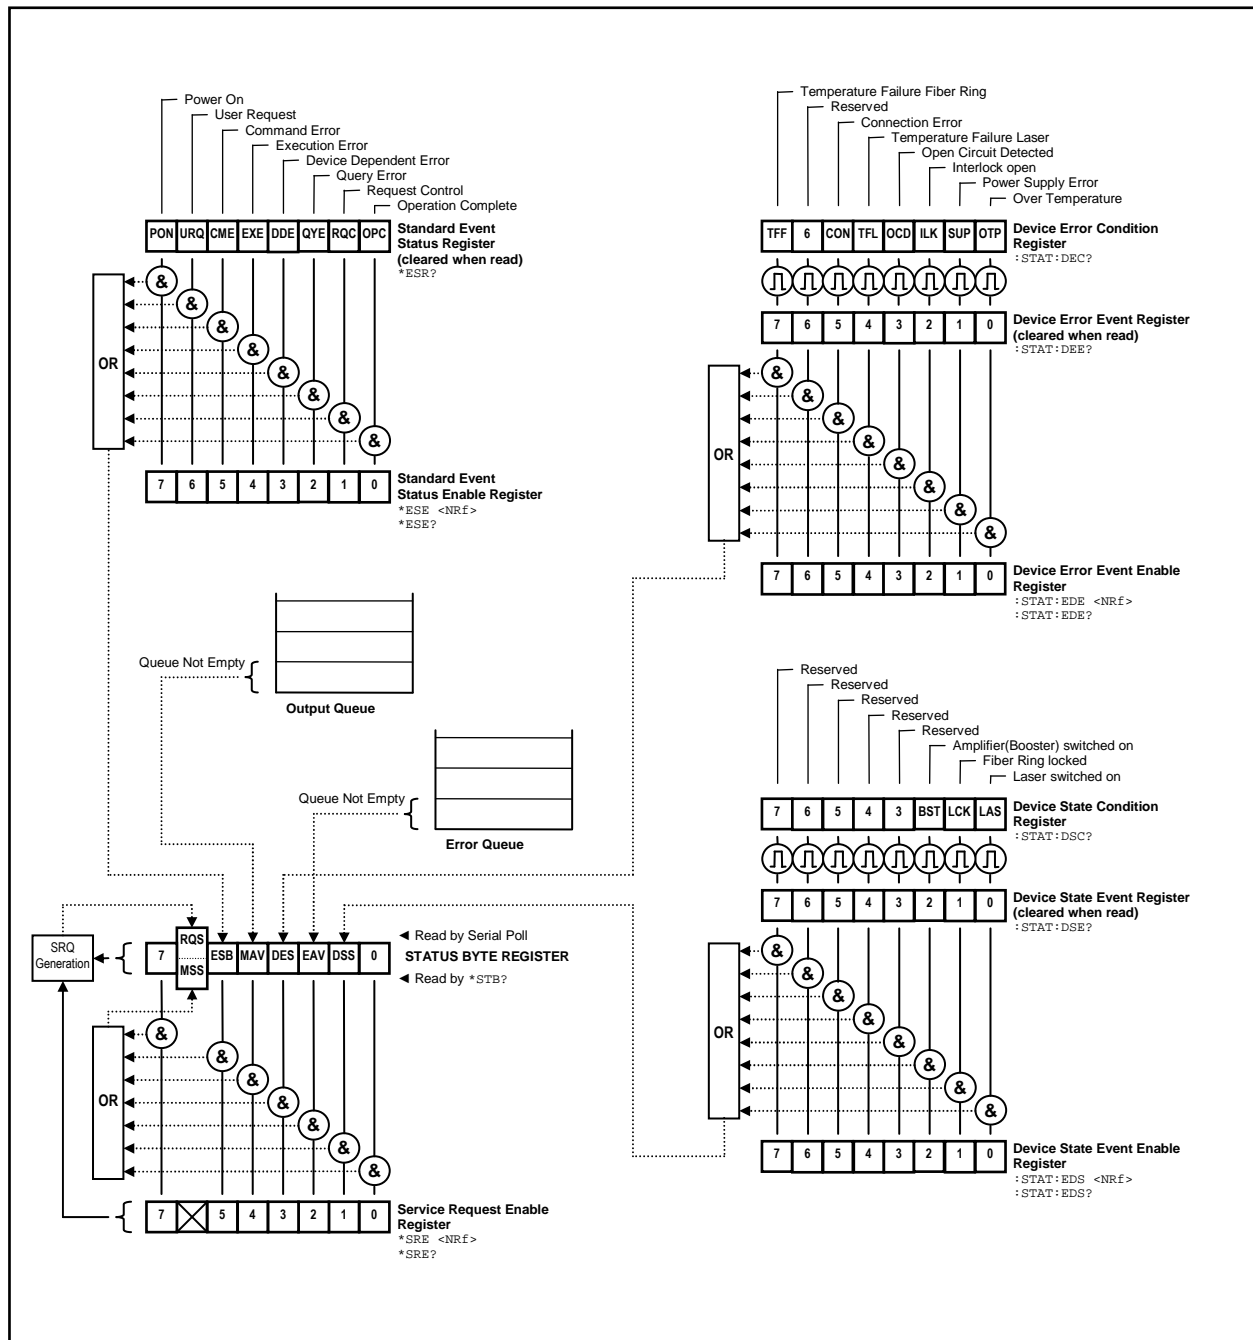 Power On
User Request
Command Error
Execution Error
Device Dependent Error
Query Error
Request Control
Operation Complete
PON URQ CME EXE DDE QYE RQC OPC
Standard Event
Status Register
(cleared when read)
*ESR?
&
&
&
&
&
&
&
&
OR
7 6 5 4 3 2 1 0
Standard Event
Status Enable Register
*ESE <NRf>
*ESE?
Queue Not Empty
Output Queue
Queue Not Empty
Error Queue
SRQ
Generation
7 RQS MSS ESB MAV DES EAV DSS 0
◄ Read by Serial Poll
STATUS BYTE REGISTER
◄ Read by *STB?
&
&
&
&
&
&
&
OR
7 5 4 3 2 1 0
Service Request Enable
Register
*SRE <NRf>
*SRE?
Temperature Failure Fiber Ring
Reserved
Connection Error
Temperature Failure Laser
Open Circuit Detected
Interlock open
Power Supply Error
Over Temperature
TFF 6 CON TFL OCD ILK SUP OTP
Device Error Condition
Register
:STAT:DEC?
7 6 5 4 3 2 1 0
Device Error Event Register
(cleared when read)
:STAT:DEE?
&
&
&
&
&
&
&
&
OR
7 6 5 4 3 2 1 0
Device Error Event Enable
Register
:STAT:EDE <NRf>
:STAT:EDE?
Reserved
Reserved
Reserved
Reserved
Reserved
Amplifier(Booster) switched on
Fiber Ring locked
Laser switched on
7 6 5 4 3 BST LCK LAS
Device State Condition
Register
:STAT:DSC?
7 6 5 4 3 2 1 0
Device State Event Register
(cleared when read)
:STAT:DSE?
&
&
&
&
&
&
&
&
OR
7 6 5 4 3 2 1 0
Device State Event Enable
Register
:STAT:EDS <NRf>
:STAT:EDS?